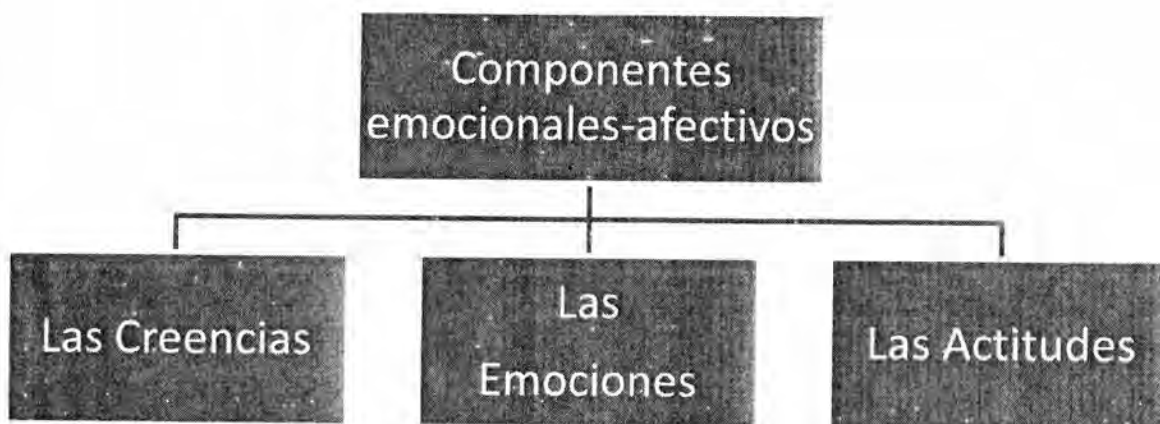 Componentes
emocionales-afectivos
Las Creencias
Las
Emociones
Las Actitudes